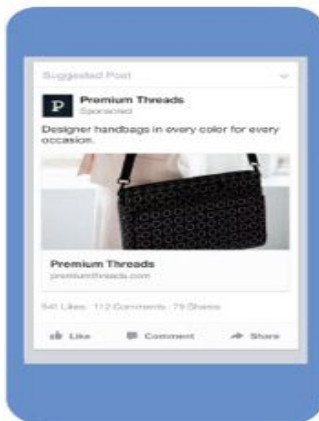 Suggested Post
P
Premium Threads
Sponsored
Designer handbags in every color for every
occasion.
Premium Threads
premiumthreads.com
541 Likes · 112 Comments · 79 Shares
Like Comment Share